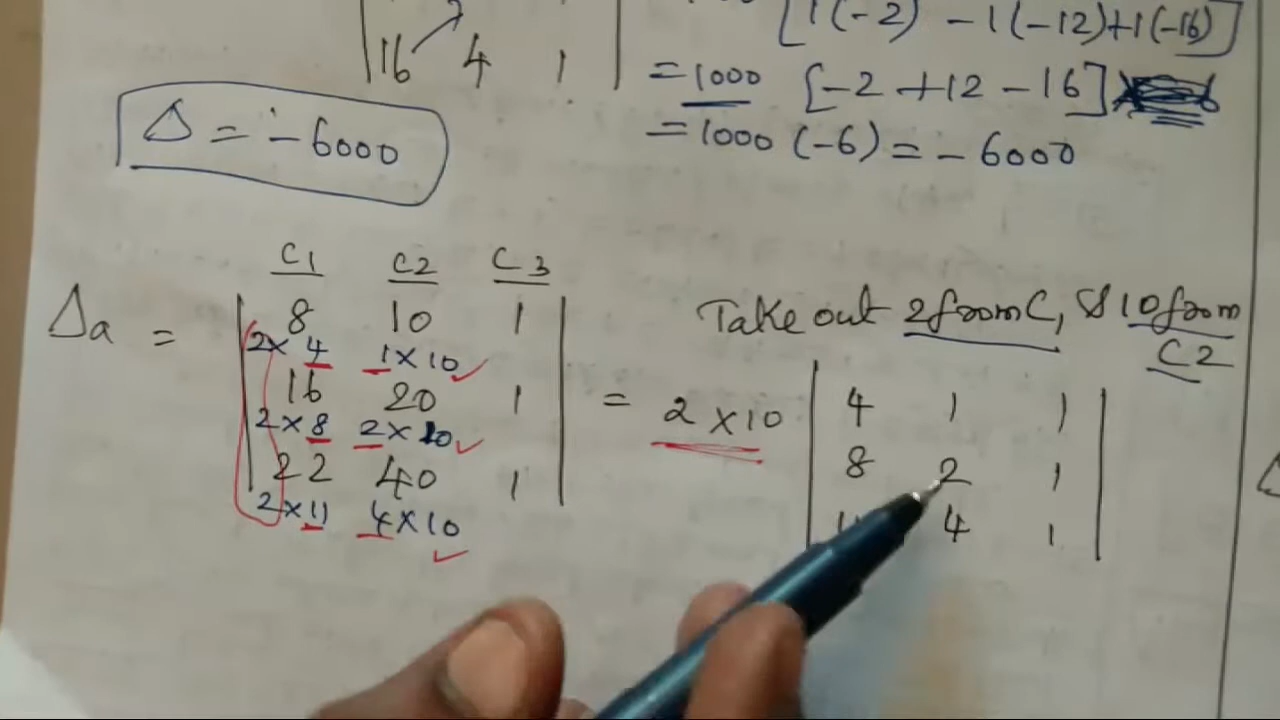 [1(-2) -1(-12)+1(-16)]
16 4 1
= 1000 [-2 +12 -16]
Δ = -6000
= 1000 (-6) = - 6000
C1 C2 C3
Δa =
8 10 1
2× 4 1×10 ✓
16 20 1
2×8 2×10 ✓
22 40 1
2×11 4×10 ✓
Take out 2 from C, & 10 from C2
= 2×10
4 1 1
8 2 1
4 1